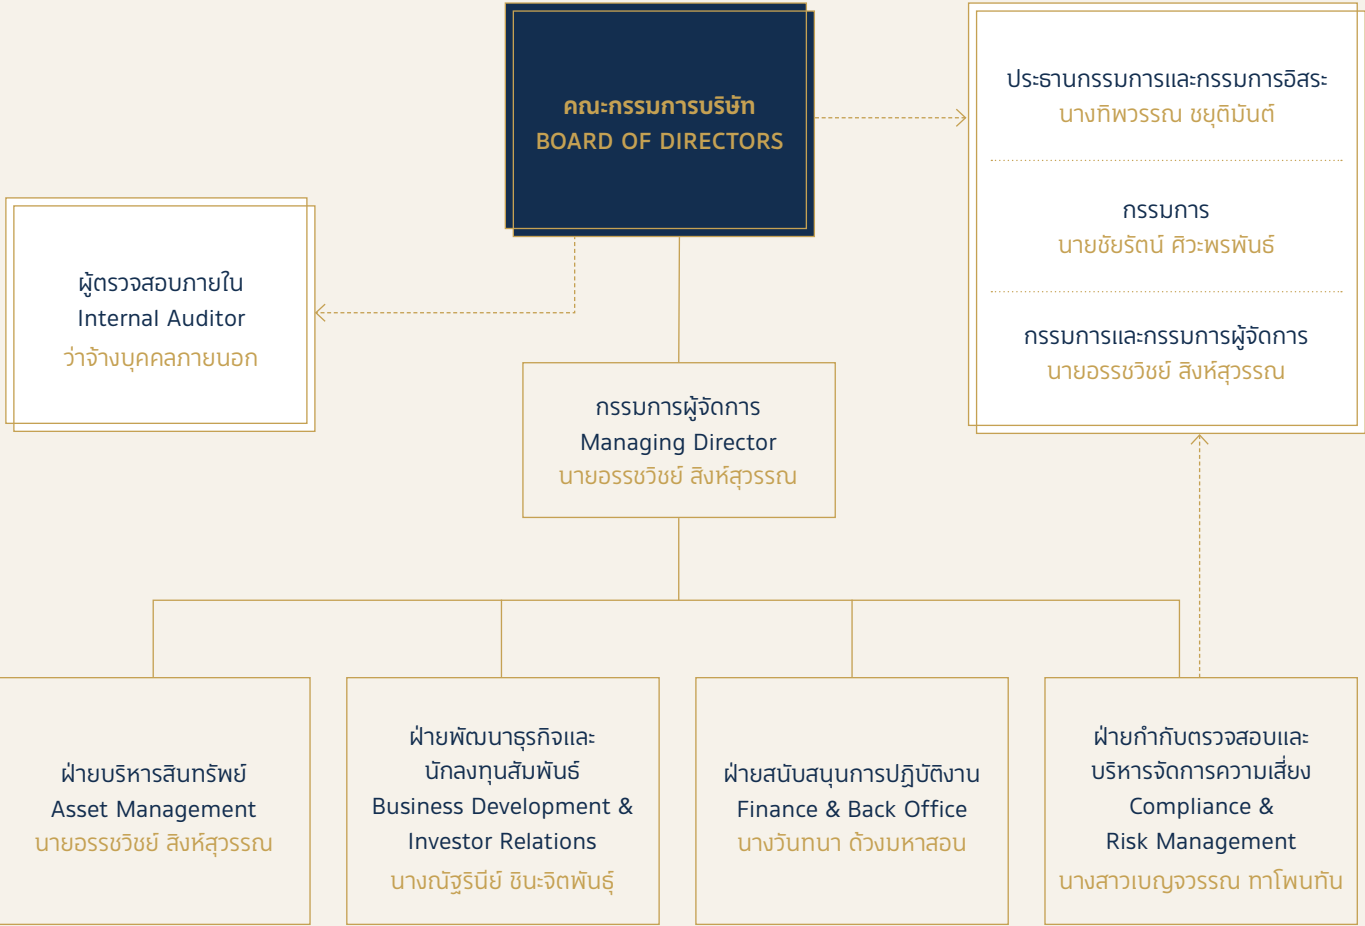 คณะกรรมการบริษัท
BOARD OF DIRECTORS
ประธานกรรมการและกรรมการอิสระ
นางทิพวรรณ ชยุติมันต์
กรรมการ
นายชัยรัตน์ ศิวะพรพันธ์
กรรมการและกรรมการผู้จัดการ
นายอรรชวิชย์ สิงห์สุวรรณ
ผู้ตรวจสอบภายใน
Internal Auditor
ว่าจ้างบุคคลภายนอก
กรรมการผู้จัดการ
Managing Director
นายอรรชวิชย์ สิงห์สุวรรณ
ฝ่ายบริหารสินทรัพย์
Asset Management
นายอรรชวิชย์ สิงห์สุวรรณ
ฝ่ายพัฒนาธุรกิจและ
นักลงทุนสัมพันธ์
Business Development &
Investor Relations
นางณัฐรินีย์ ชินะจิตพันธุ์
ฝ่ายสนับสนุนการปฏิบัติงาน
Finance & Back Office
นางวันทนา ด้วงมหาสอน
ฝ่ายกำกับตรวจสอบและ
บริหารจัดการความเสี่ยง
Compliance &
Risk Management
นางสาวเบญจวรรณ ทาโพนทัน